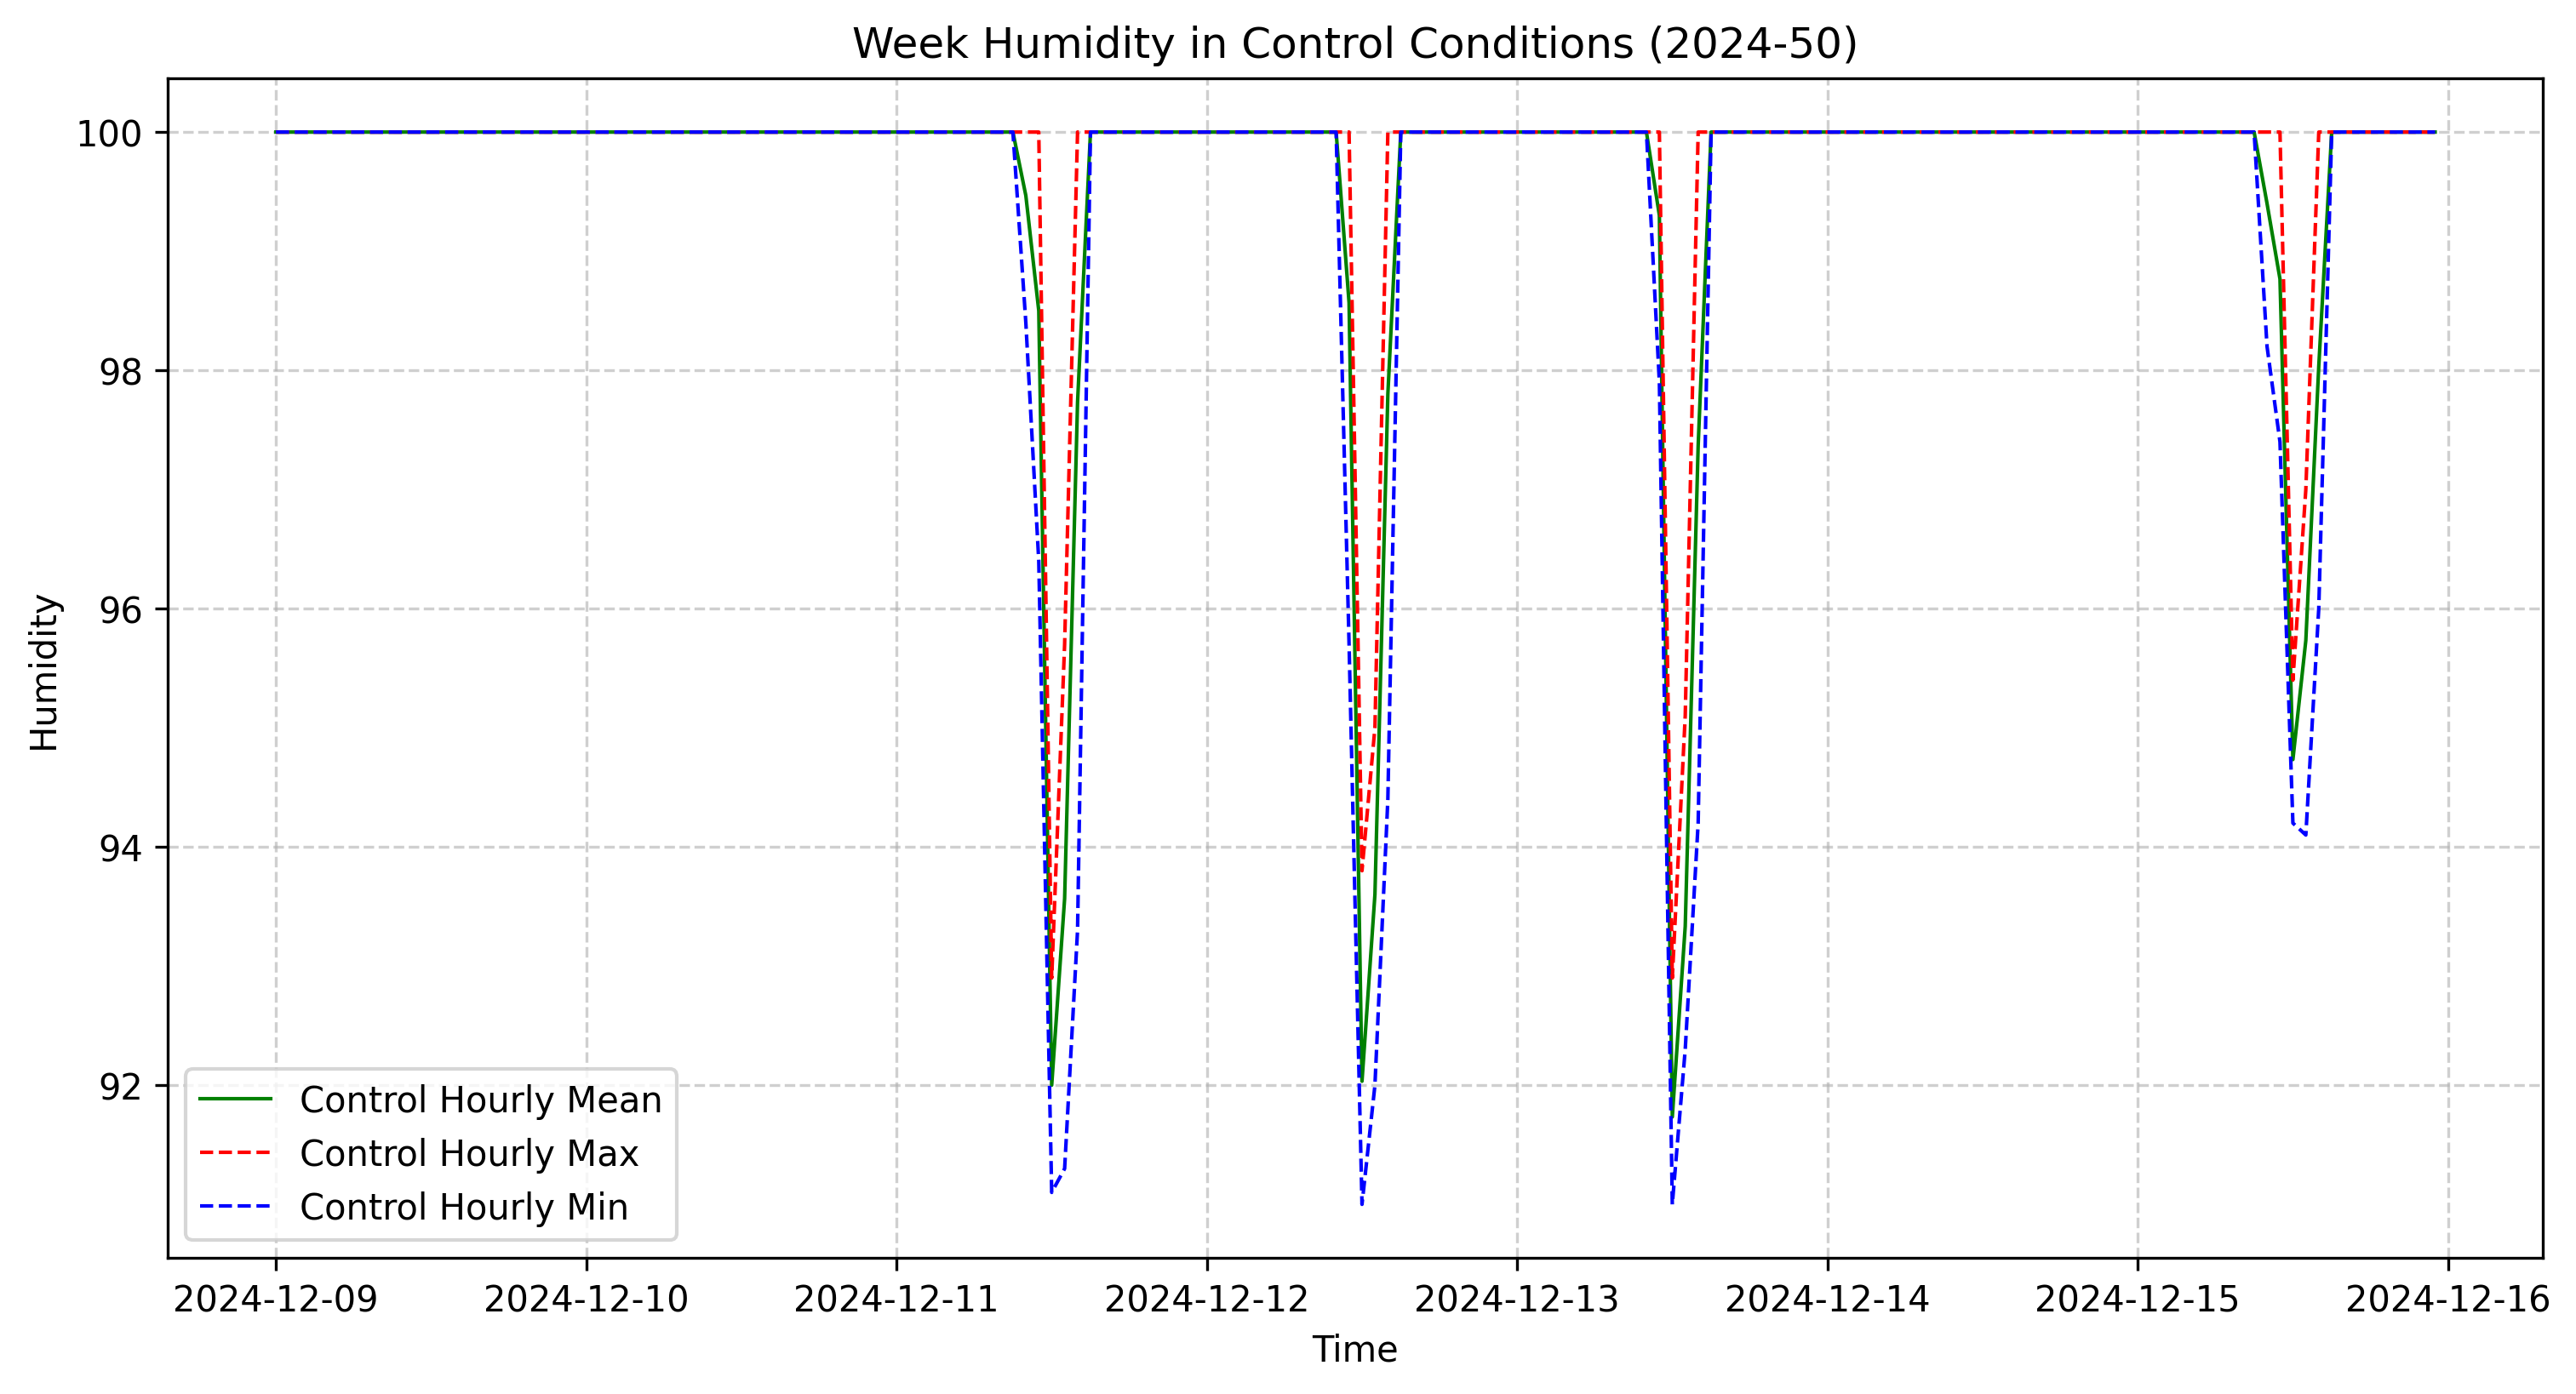 Week Humidity in Control Conditions (2024-50)
Humidity
100
98
96
94
92
Control Hourly Mean
Control Hourly Max
Control Hourly Min
2024-12-09 2024-12-10 2024-12-11 2024-12-12 2024-12-13 2024-12-14 2024-12-15 2024-12-16
Time